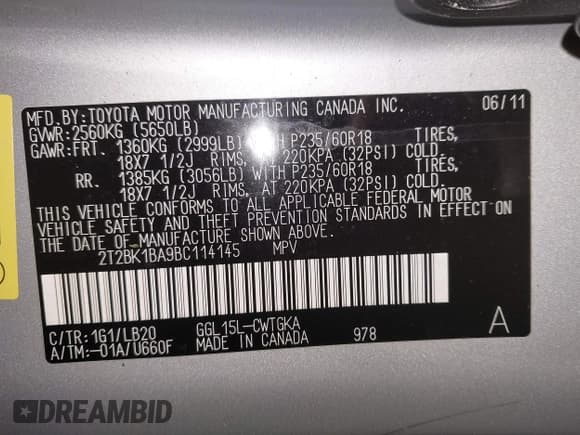 MFD.BY:TOYOTA MOTOR MANUFACTURING CANADA INC. 06/11
GVWR:2560KG (5650LB)
GAWR:FRT. 1360KG (2999LB) WITH P235/60R18 TIRES,
18X7 1/2J RIMS, AT 220KPA (32PSI) COLD.
RR. 1385KG (3056LB) WITH P235/60R18 TIRES,
18X7 1/2J RIMS, AT 220KPA (32PSI) COLD.
THIS VEHICLE CONFORMS TO ALL APPLICABLE FEDERAL MOTOR
VEHICLE SAFETY AND THEFT PREVENTION STANDARDS IN EFFECT ON
THE DATE OF MANUFACTURE SHOWN ABOVE.
2T2BK1BA9BC114145 MPV
C/TR:1G1/LB20 GGL15L-CWTGKA A
A/TM:-01A/U660F MADE IN CANADA 978
DREAMBID